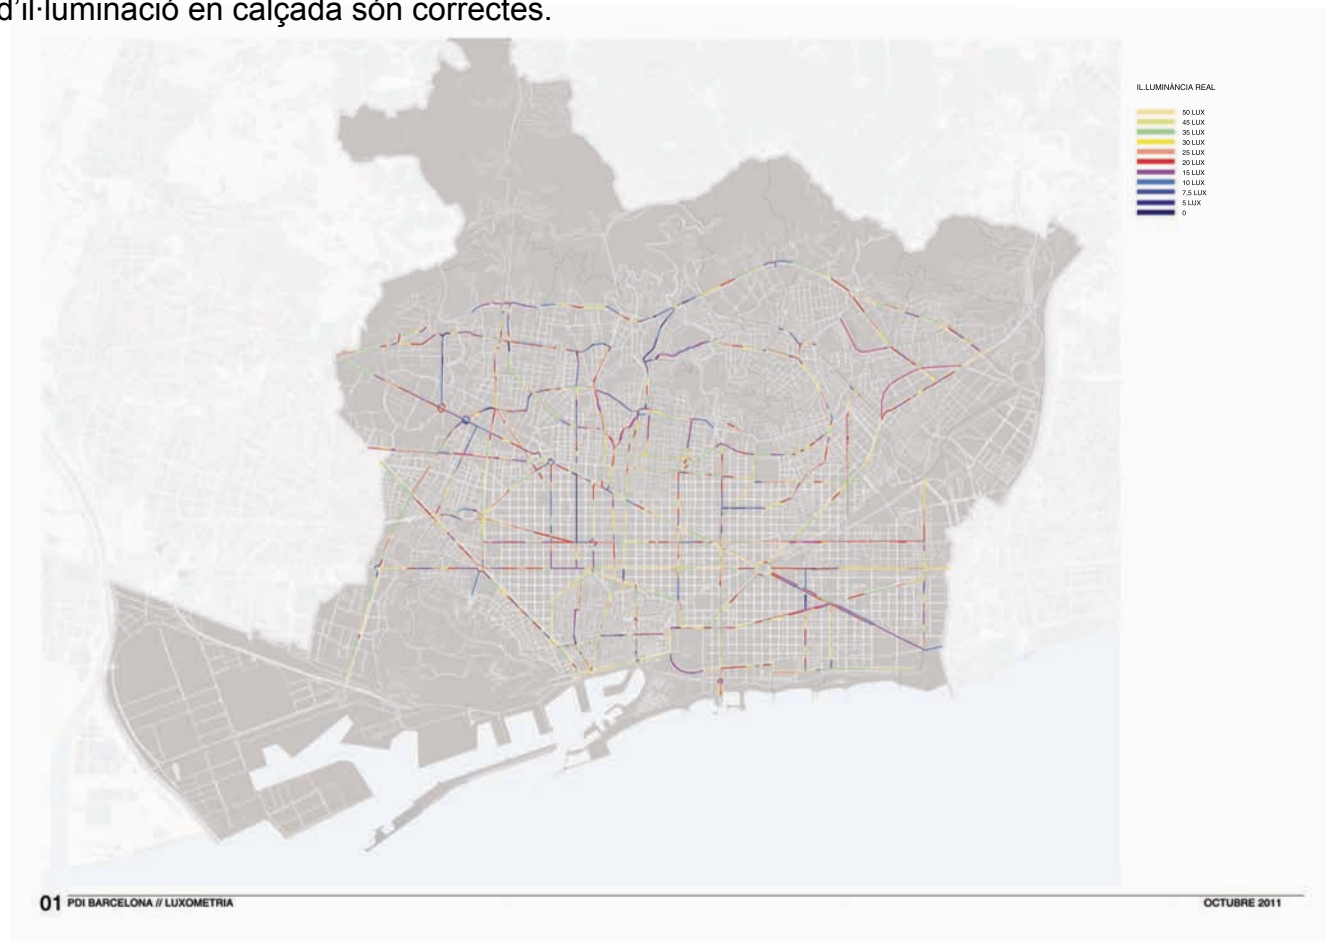 d’il·luminació en calçada són correctes.
IL.LUMINÀNCIA REAL
50 LUX
45 LUX
35 LUX
30 LUX
25 LUX
20 LUX
15 LUX
10 LUX
7,5 LUX
5 LUX
0
01 PDI BARCELONA // LUXOMETRIA
OCTUBRE 2011